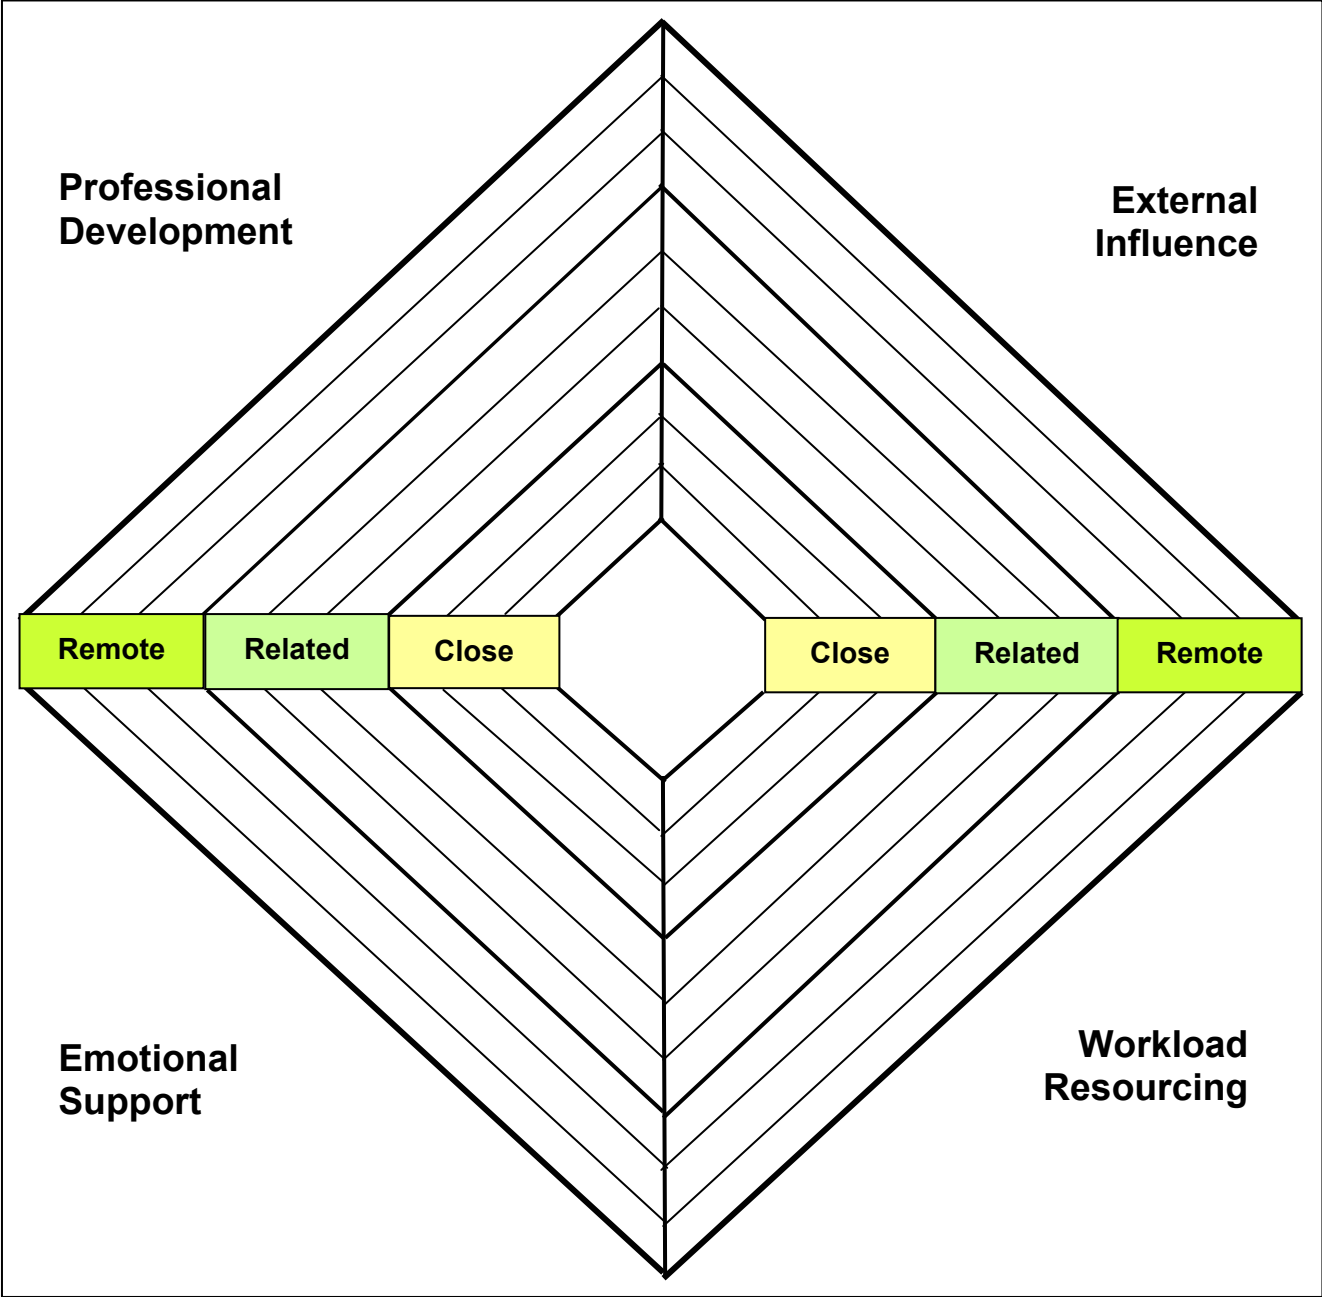 Professional
Development
External
Influence
Remote
Related
Close
Close
Related
Remote
Emotional
Support
Workload
Resourcing